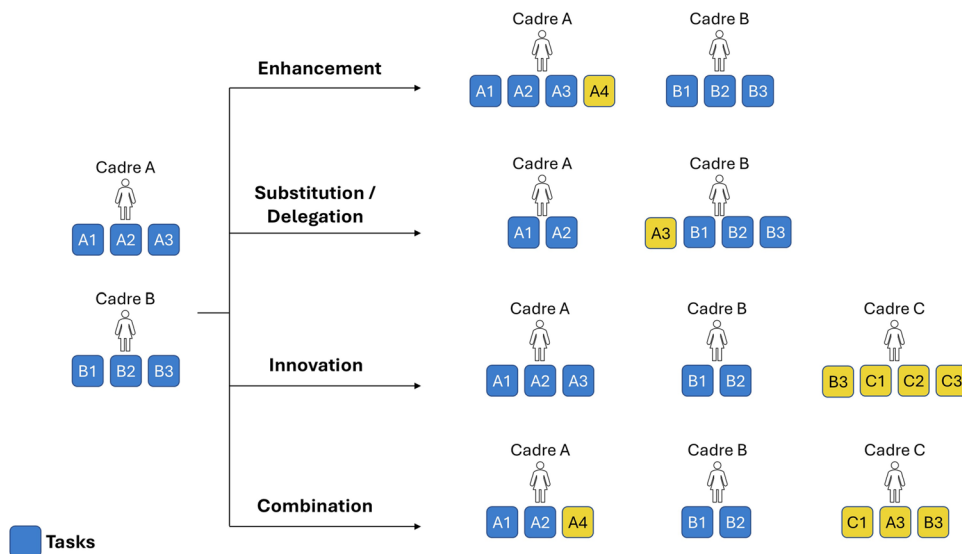 Cadre A
A1 A2 A3
Cadre B
B1 B2 B3
Enhancement
Cadre A Cadre B
A1 A2 A3 A4 B1 B2 B3
Substitution /
Delegation
Cadre A Cadre B
A1 A2 A3 B1 B2 B3
Innovation
Cadre A Cadre B Cadre C
A1 A2 A3 B1 B2 B3 C1 C2 C3
Combination
Cadre A Cadre B Cadre C
A1 A2 A4 B1 B2 C1 A3 B3
Tasks